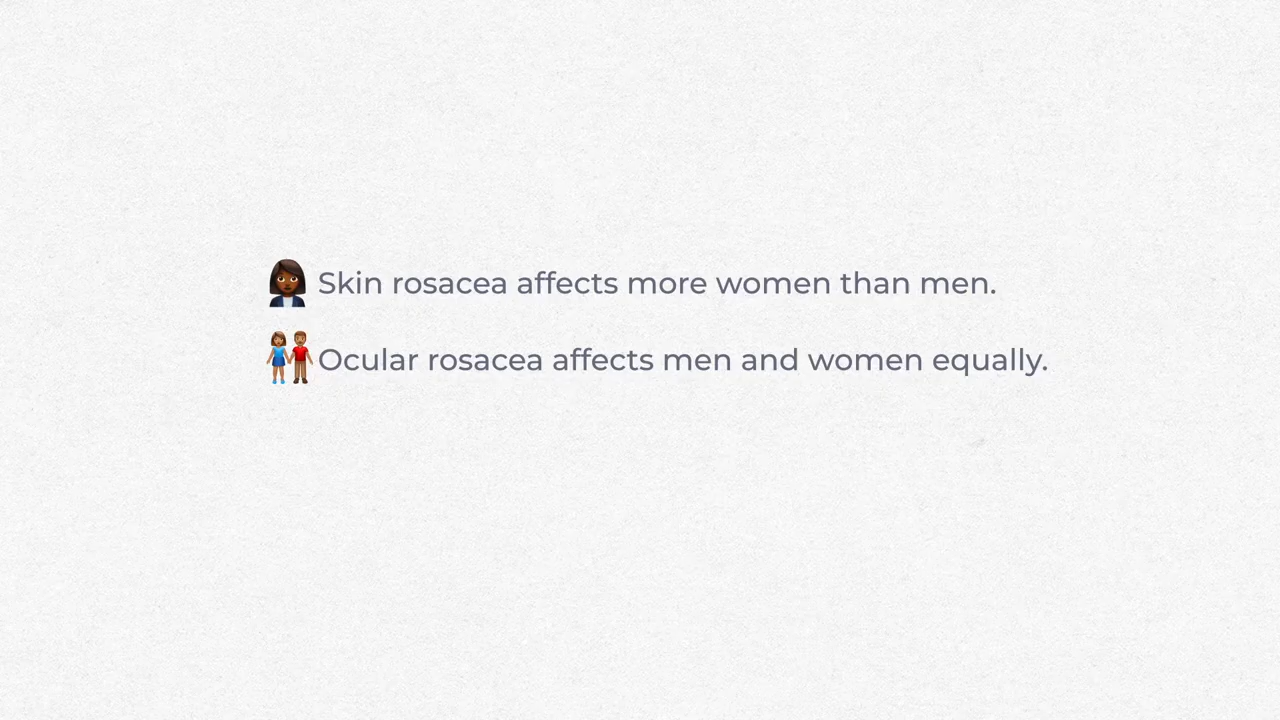 Skin rosacea affects more women than men.
Ocular rosacea affects men and women equally.